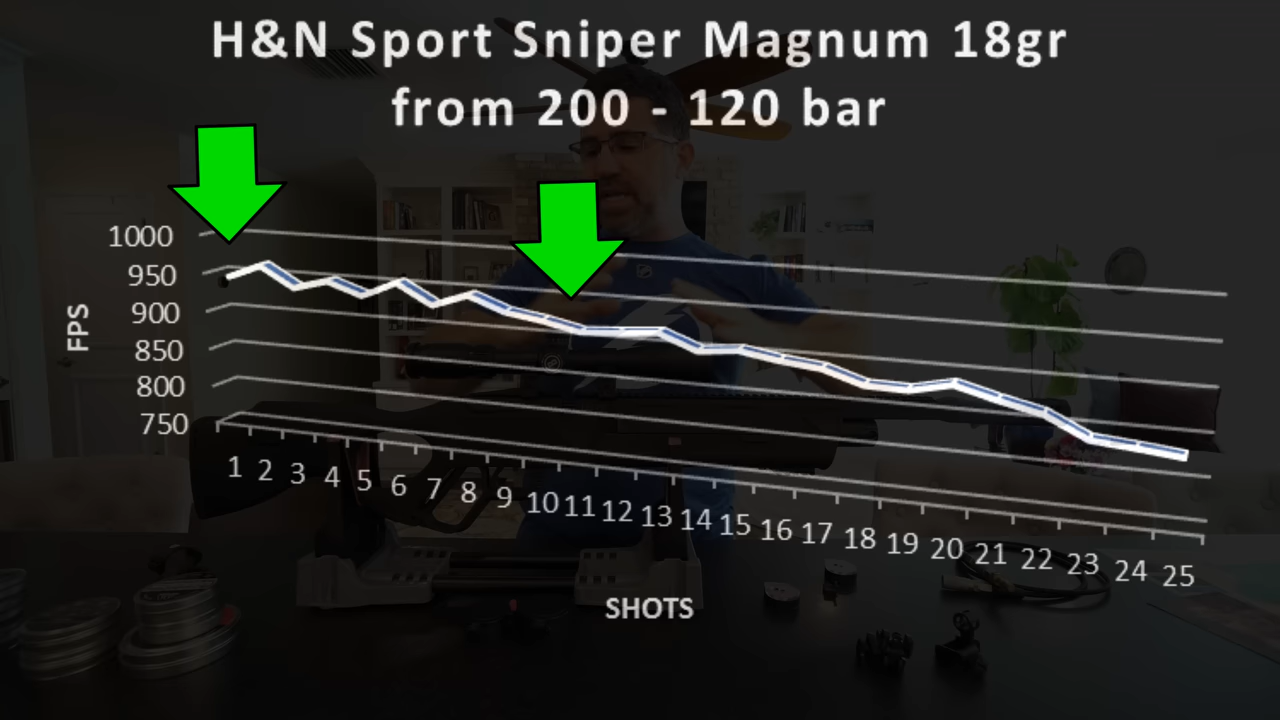 H&N Sport Sniper Magnum 18gr
from 200 - 120 bar
1000
950
900
850
800
750
FPS
1 2 3 4 5 6 7 8 9 10 11 12 13 14 15 16 17 18 19 20 21 22 23 24 25
SHOTS